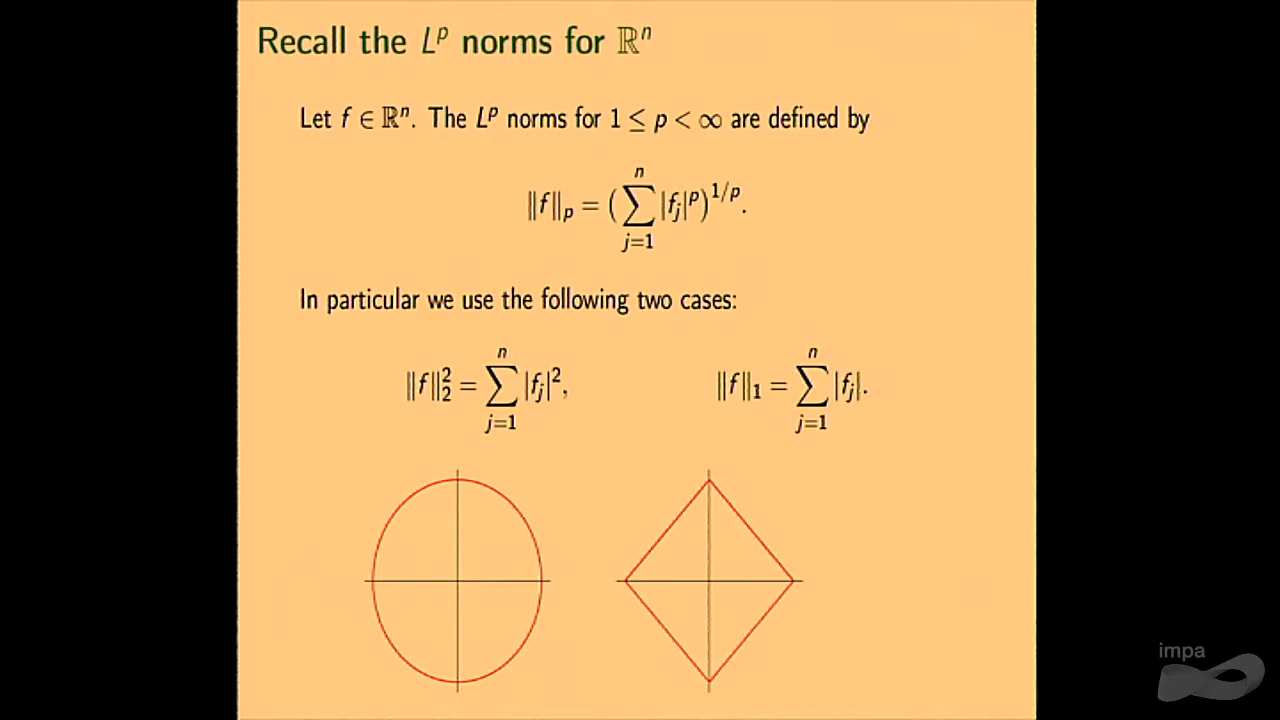 Recall the L^p norms for ℝ^n
Let f ∈ ℝ^n. The L^p norms for 1 ≤ p < ∞ are defined by
‖f‖_p = (∑_{j=1}^{n} |f_j|^p)^{1/p}.
In particular we use the following two cases:
‖f‖_2^2 = ∑_{j=1}^{n} |f_j|^2, ‖f‖_1 = ∑_{j=1}^{n} |f_j|.
impa